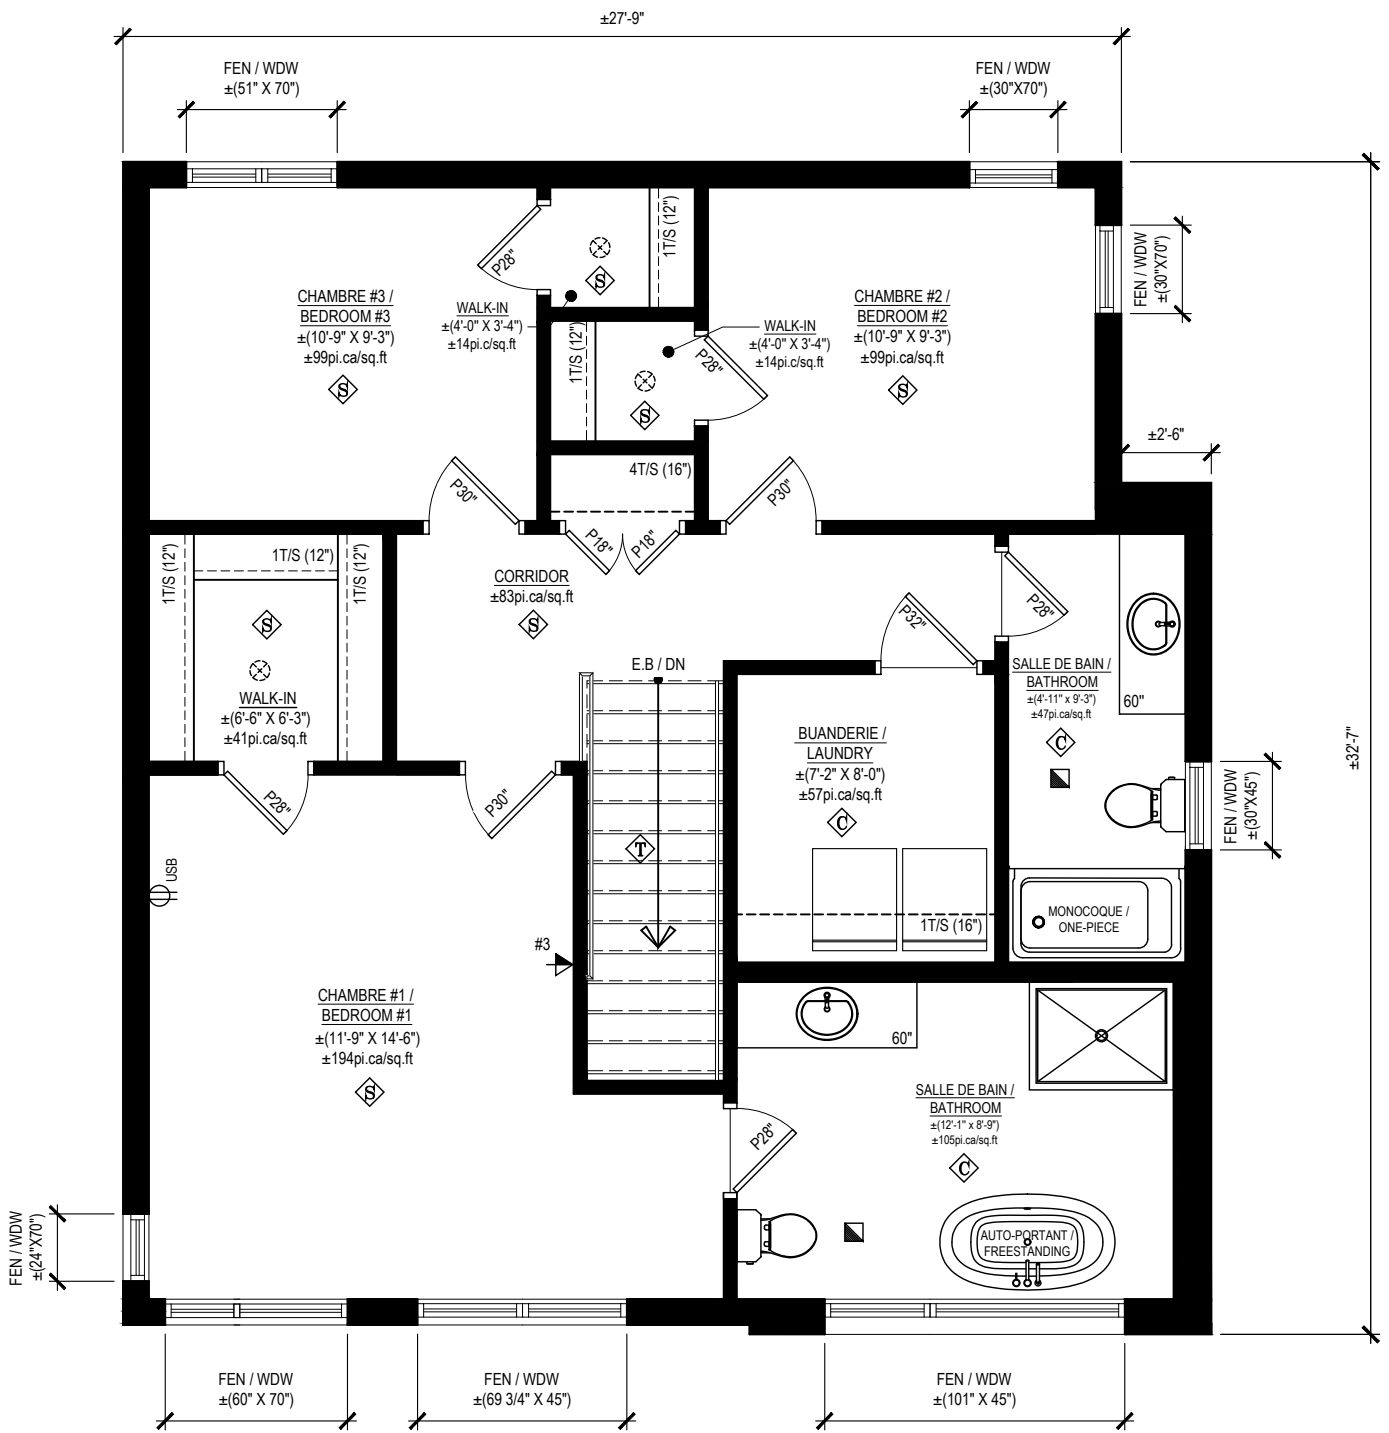 ±27'-9"
FEN / WDW
±(51" X 70")
FEN / WDW
±(30"X70")
P28"
1T/S (12")
S
CHAMBRE #3 /
BEDROOM #3
±(10'-9" X 9'-3")
±99pi.ca/sq.ft
S
WALK-IN
±(4'-0" X 3'-4")
±14pi.c/sq.ft
1T/S (12")
S
WALK-IN
±(4'-0" X 3'-4")
±14pi.c/sq.ft
P28"
CHAMBRE #2 /
BEDROOM #2
±(10'-9" X 9'-3")
±99pi.ca/sq.ft
S
FEN / WDW
±(30"X70")
±2'-6"
±32'-7"
P30"
4T/S (16")
P30"
P18"
P18"
1T/S (12")
1T/S (12")
1T/S (12")
S
WALK-IN
±(6'-6" X 6'-3")
±41pi.ca/sq.ft
P28"
CORRIDOR
±83pi.ca/sq.ft
S
E.B / DN
P32"
P28"
SALLE DE BAIN /
BATHROOM
±(4'-11" x 9'-3")
±47pi.ca/sq.ft
C
60"
FEN / WDW
±(30"X45")
BUANDERIE /
LAUNDRY
±(7'-2" X 8'-0")
±57pi.ca/sq.ft
C
1T/S (16")
MONOCOQUE /
ONE-PIECE
P30"
T
USB
#3
CHAMBRE #1 /
BEDROOM #1
±(11'-9" X 14'-6")
±194pi.ca/sq.ft
S
60"
SALLE DE BAIN /
BATHROOM
±(12'-1" x 8'-9")
±105pi.ca/sq.ft
C
P28"
AUTO-PORTANT /
FREESTANDING
FEN / WDW
±(24"X70")
FEN / WDW
±(60" X 70")
FEN / WDW
±(69 3/4" X 45")
FEN / WDW
±(101" X 45")